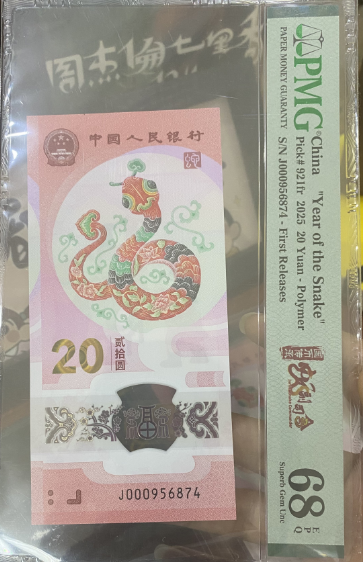 周杰倫七里香
中国人民银行
20
贰拾圆
J000956874
PMG
PAPER MONEY GUARANTY
China "Year of the Snake"
Pick# 921fr 2025 20 Yuan - Polymer
S/N J000956874 - First Releases
68 EPQ
Superb Gem Unc